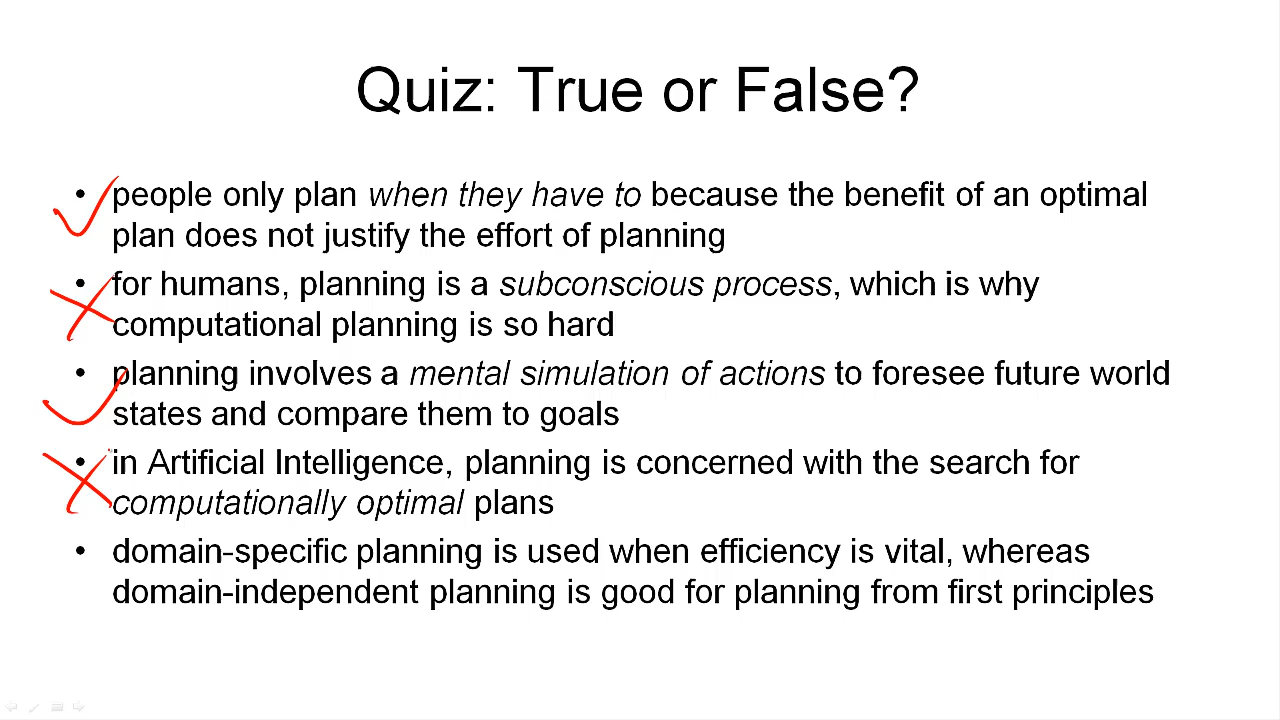 Quiz: True or False?
• people only plan when they have to because the benefit of an optimal
plan does not justify the effort of planning
• for humans, planning is a subconscious process, which is why
computational planning is so hard
• planning involves a mental simulation of actions to foresee future world
states and compare them to goals
• in Artificial Intelligence, planning is concerned with the search for
computationally optimal plans
• domain-specific planning is used when efficiency is vital, whereas
domain-independent planning is good for planning from first principles